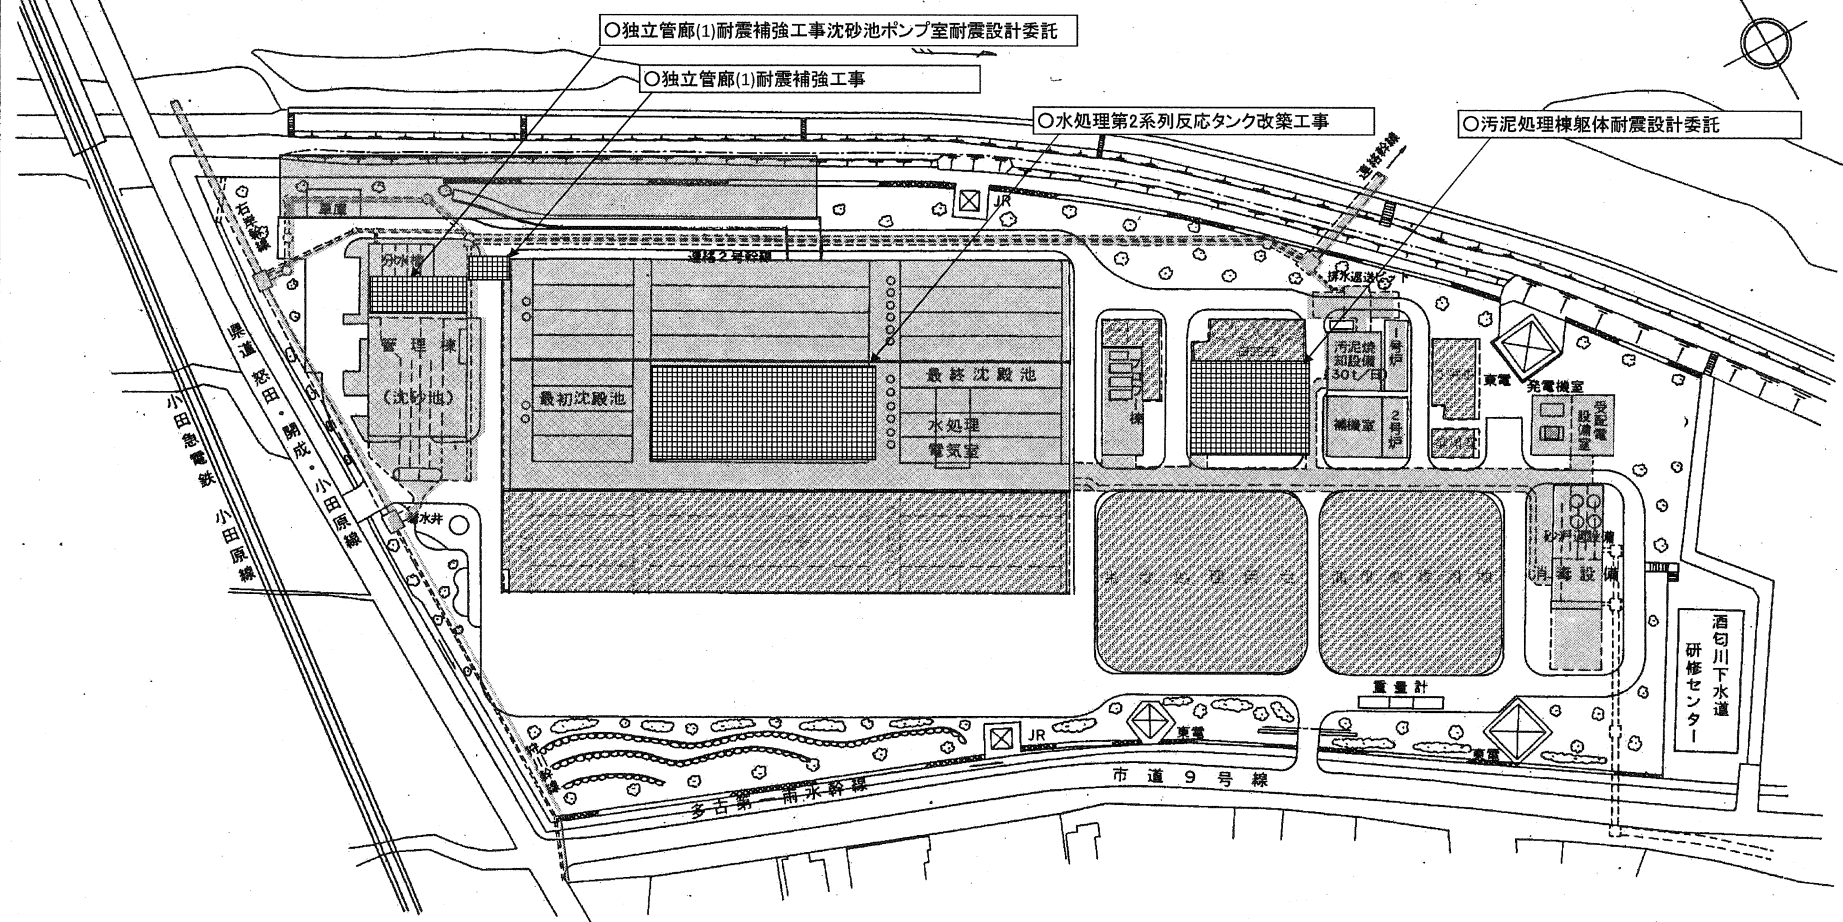 ○独立管廊(1)耐震補強工事沈砂池ポンプ室耐震設計委託
○独立管廊(1)耐震補強工事
○水処理第2系列反応タンク改築工事
○汚泥処理棟躯体耐震設計委託
連絡幹線
JR
車庫
連絡2号幹線
排水返送ピット
分水槽
管理棟
(沈砂池)
最初沈殿池
最終沈殿池
水処理
電気室
棟
汚泥焼
却設備
(30t/日)
1号炉
補機室
2号炉
東電
発電機室
受配電
設備室
消毒設備
県道 怒田・開成・小田原線
小田急電鉄 小田原線
重量計
JR
東電
東電
酒匂川下水道
研修センター
多古第一雨水幹線
市道9号線